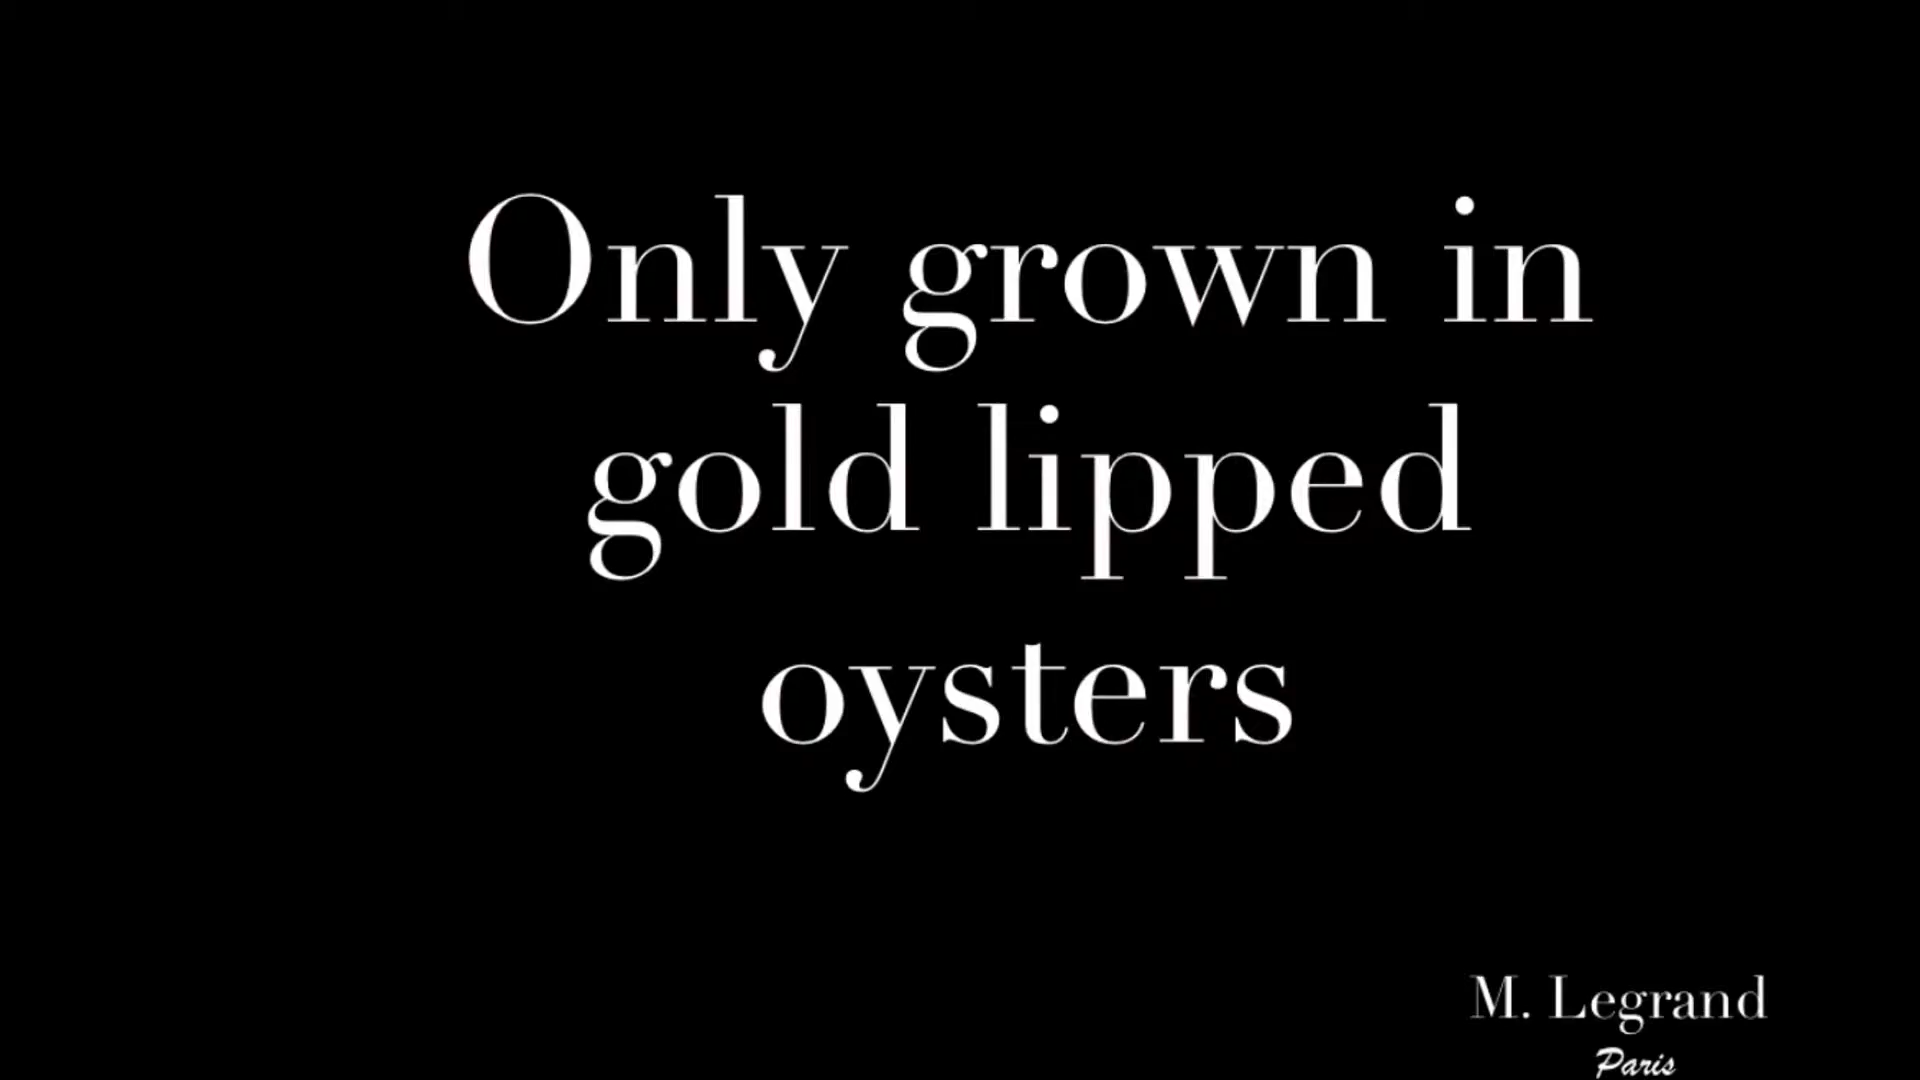 Only grown in
gold lipped
oysters
M. Legrand
Paris